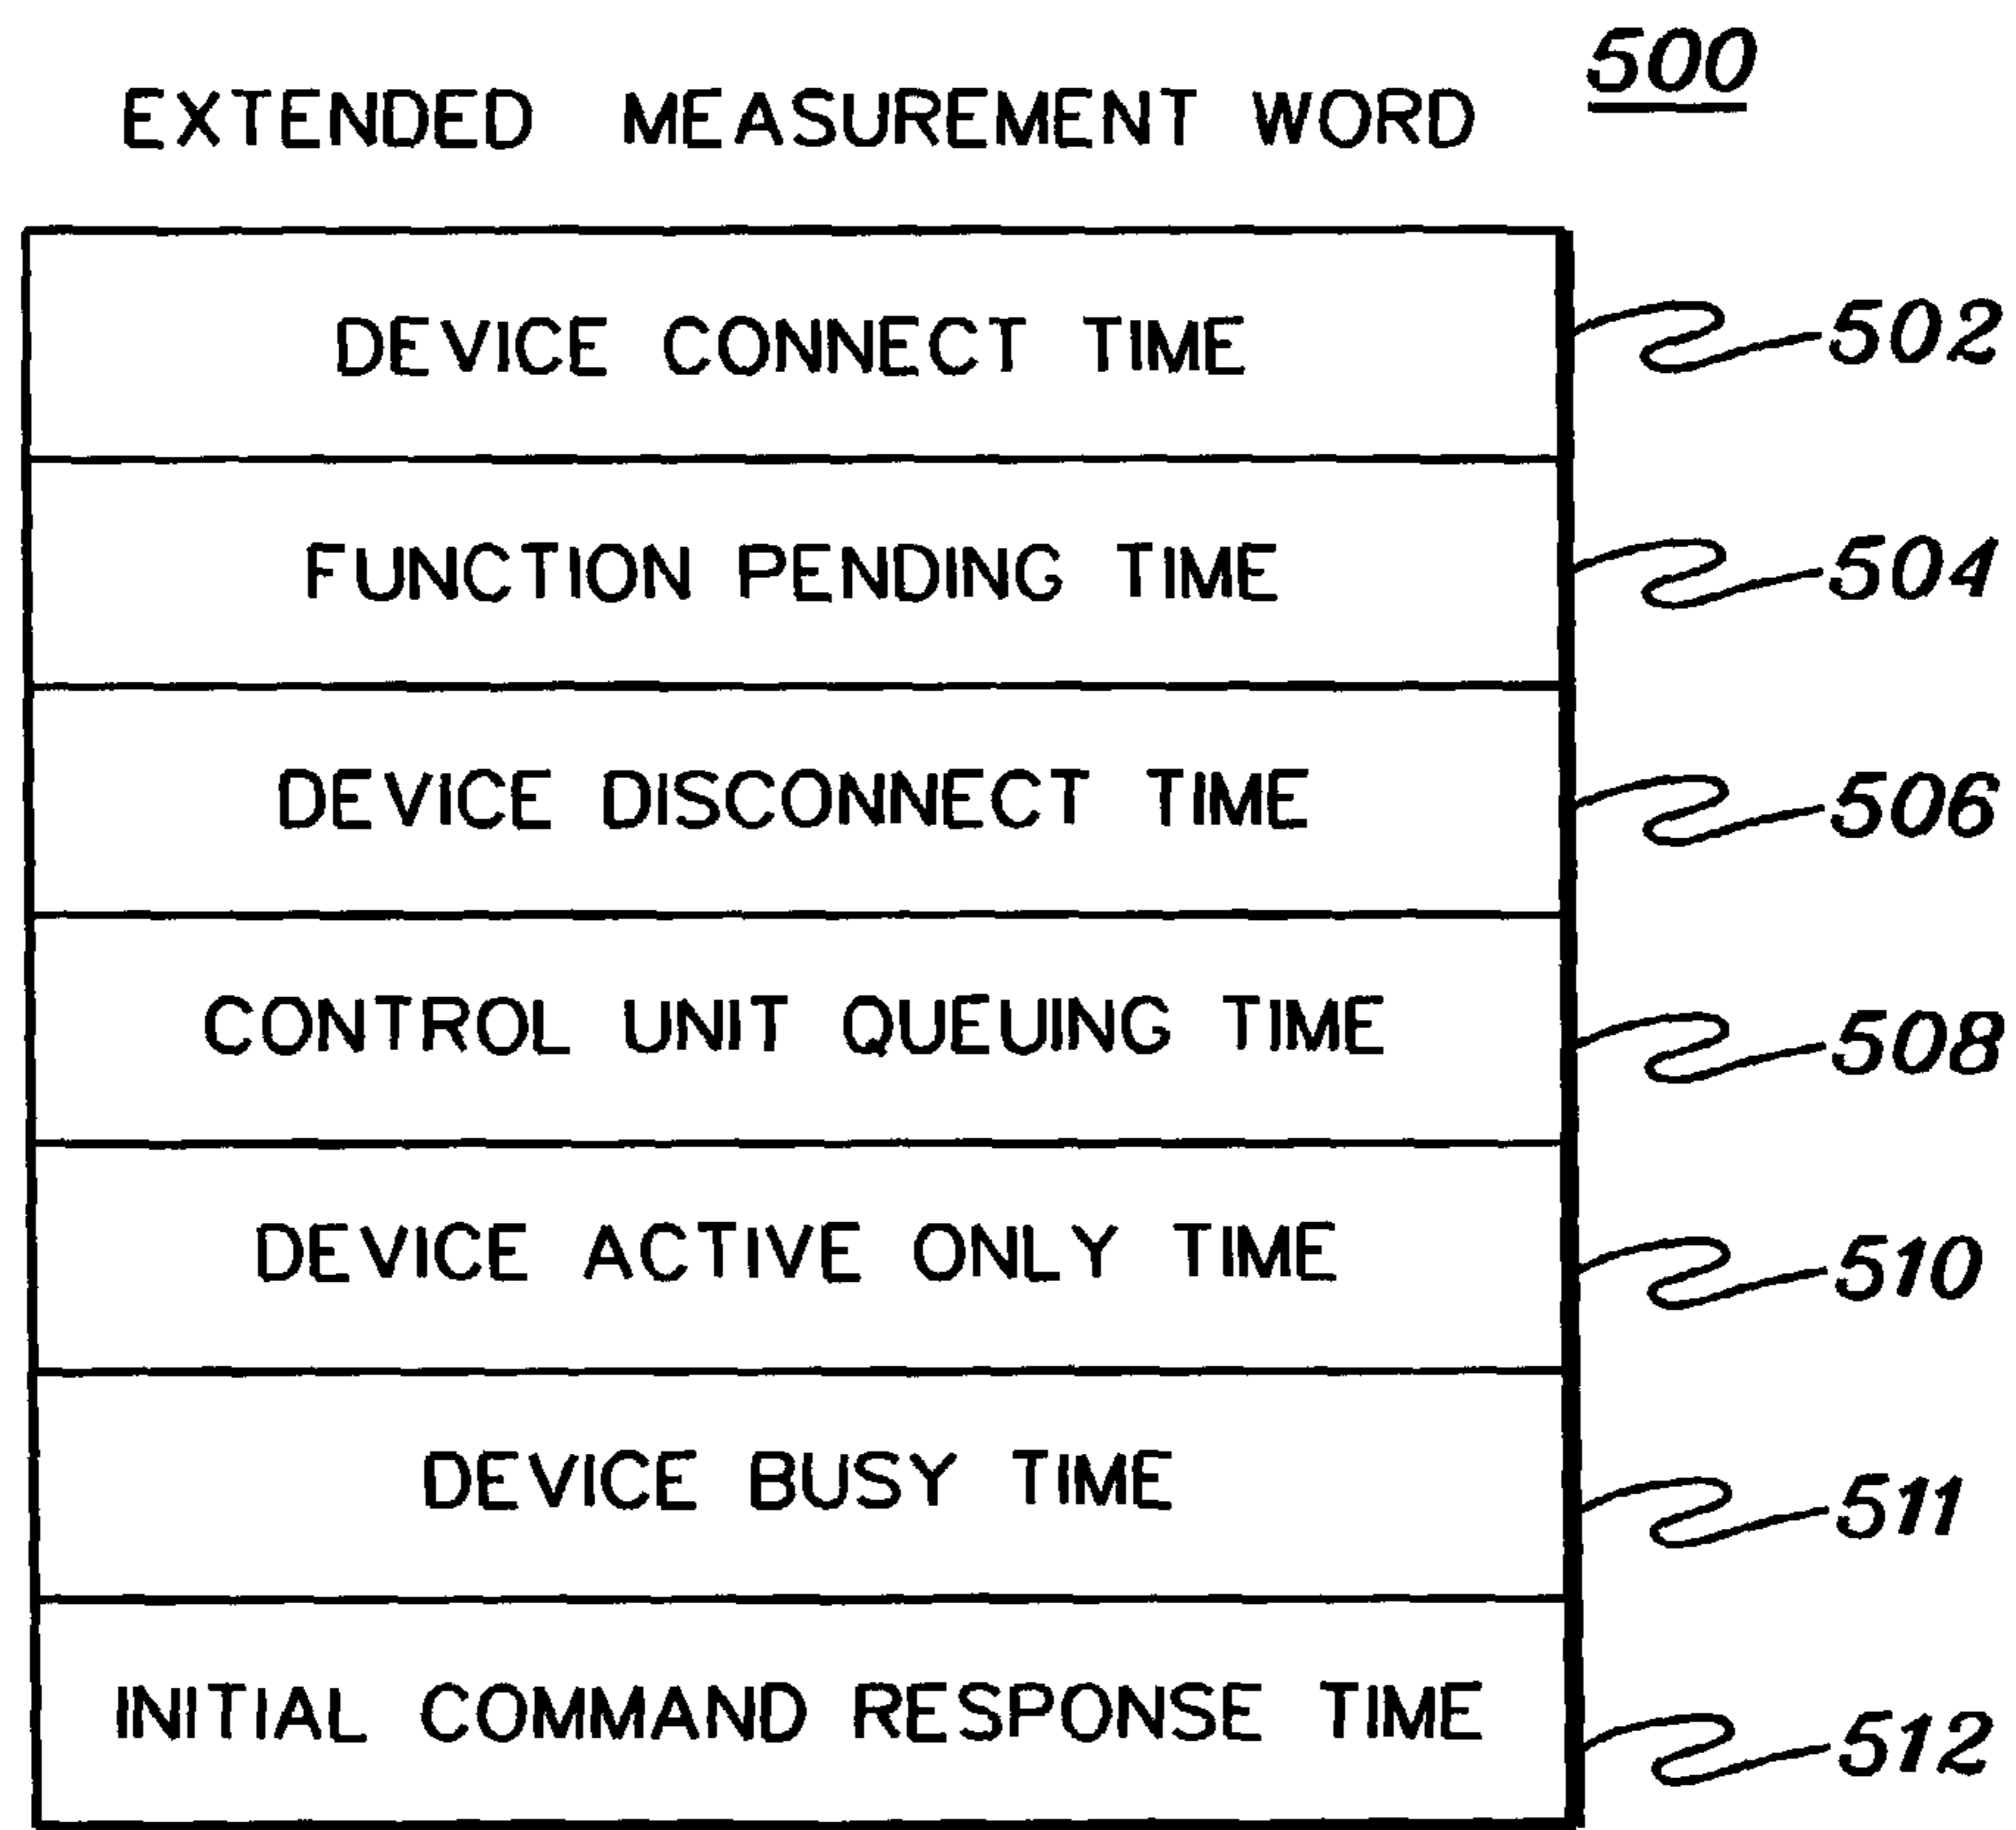 EXTENDED MEASUREMENT WORD 500
DEVICE CONNECT TIME 502
FUNCTION PENDING TIME 504
DEVICE DISCONNECT TIME 506
CONTROL UNIT QUEUING TIME 508
DEVICE ACTIVE ONLY TIME 510
DEVICE BUSY TIME 511
INITIAL COMMAND RESPONSE TIME 512